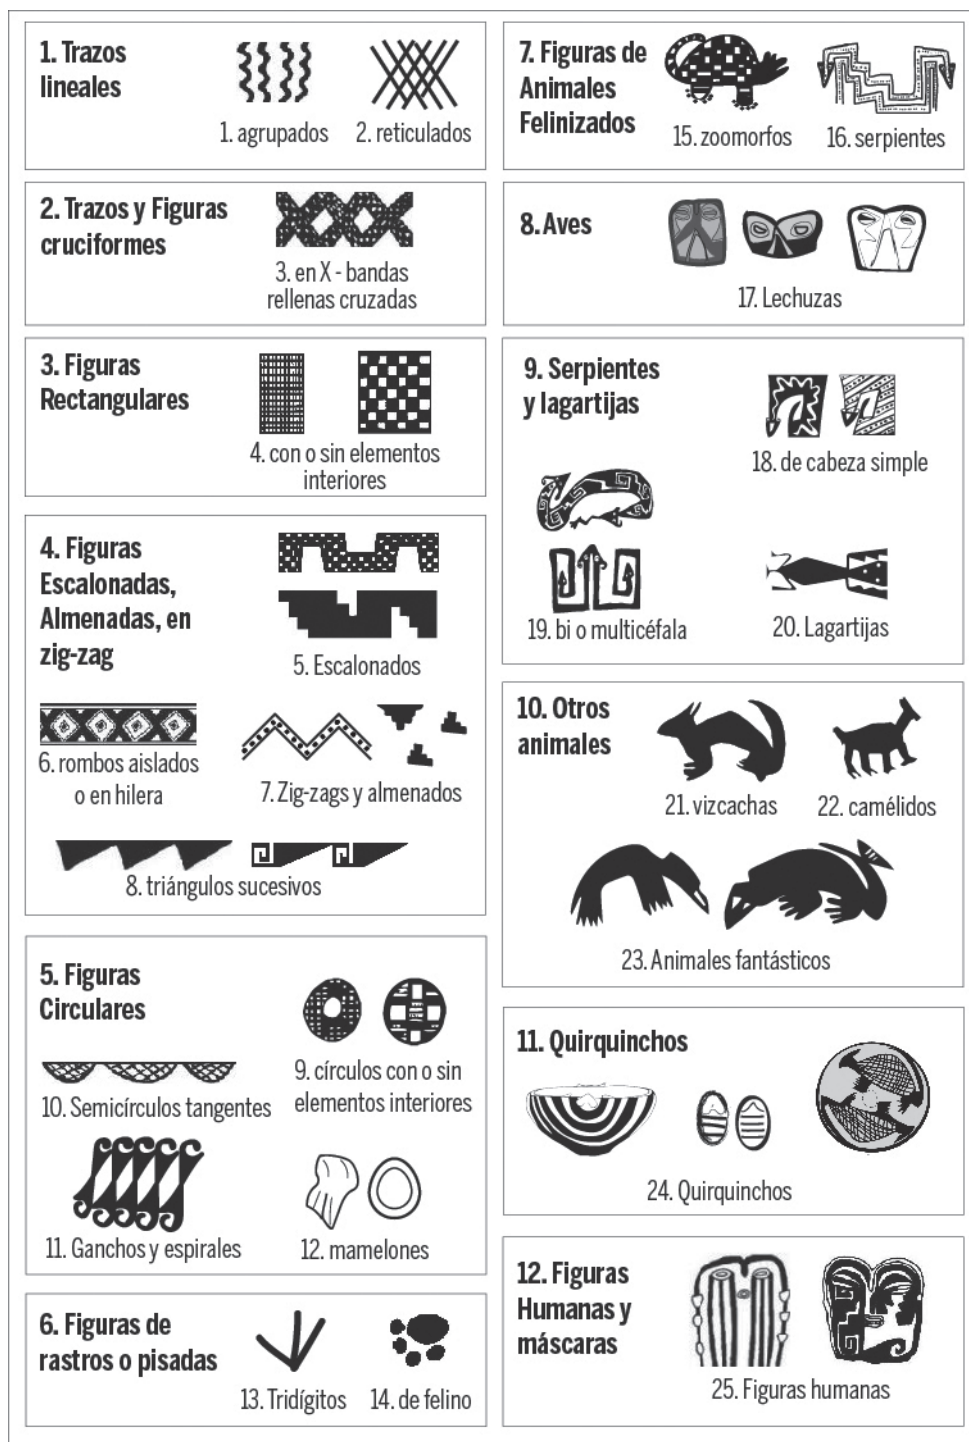 1. Trazos
lineales
1. agrupados
2. reticulados
2. Trazos y Figuras
cruciformes
3. en X - bandas
rellenas cruzadas
3. Figuras
Rectangulares
4. con o sin elementos
interiores
4. Figuras
Escalonadas,
Almenadas, en
zig-zag
5. Escalonados
6. rombos aislados
o en hilera
7. Zig-zags y almenados
8. triángulos sucesivos
5. Figuras
Circulares
9. círculos con o sin
elementos interiores
10. Semicírculos tangentes
11. Ganchos y espirales
12. mamelones
6. Figuras de
rastros o pisadas
13. Tridígitos
14. de felino
7. Figuras de
Animales
Felinizados
15. zoomorfos
16. serpientes
8. Aves
17. Lechuzas
9. Serpientes
y lagartijas
18. de cabeza simple
19. bi o multicéfala
20. Lagartijas
10. Otros
animales
21. vizcachas
22. camélidos
23. Animales fantásticos
11. Quirquinchos
24. Quirquinchos
12. Figuras
Humanas y
máscaras
25. Figuras humanas